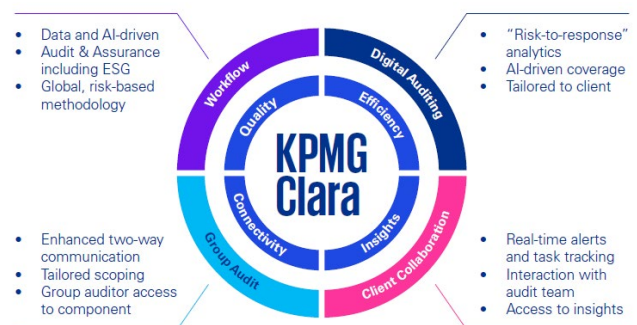 • Data and AI-driven
• Audit & Assurance
including ESG
• Global, risk-based
methodology
• “Risk-to-response”
analytics
• AI-driven coverage
• Tailored to client
Workflow
Digital Auditing
Quality
Efficiency
KPMG
Clara
Connectivity
Insights
Group Audit
Client Collaboration
• Enhanced two-way
communication
• Tailored scoping
• Group auditor access
to component
• Real-time alerts
and task tracking
• Interaction with
audit team
• Access to insights